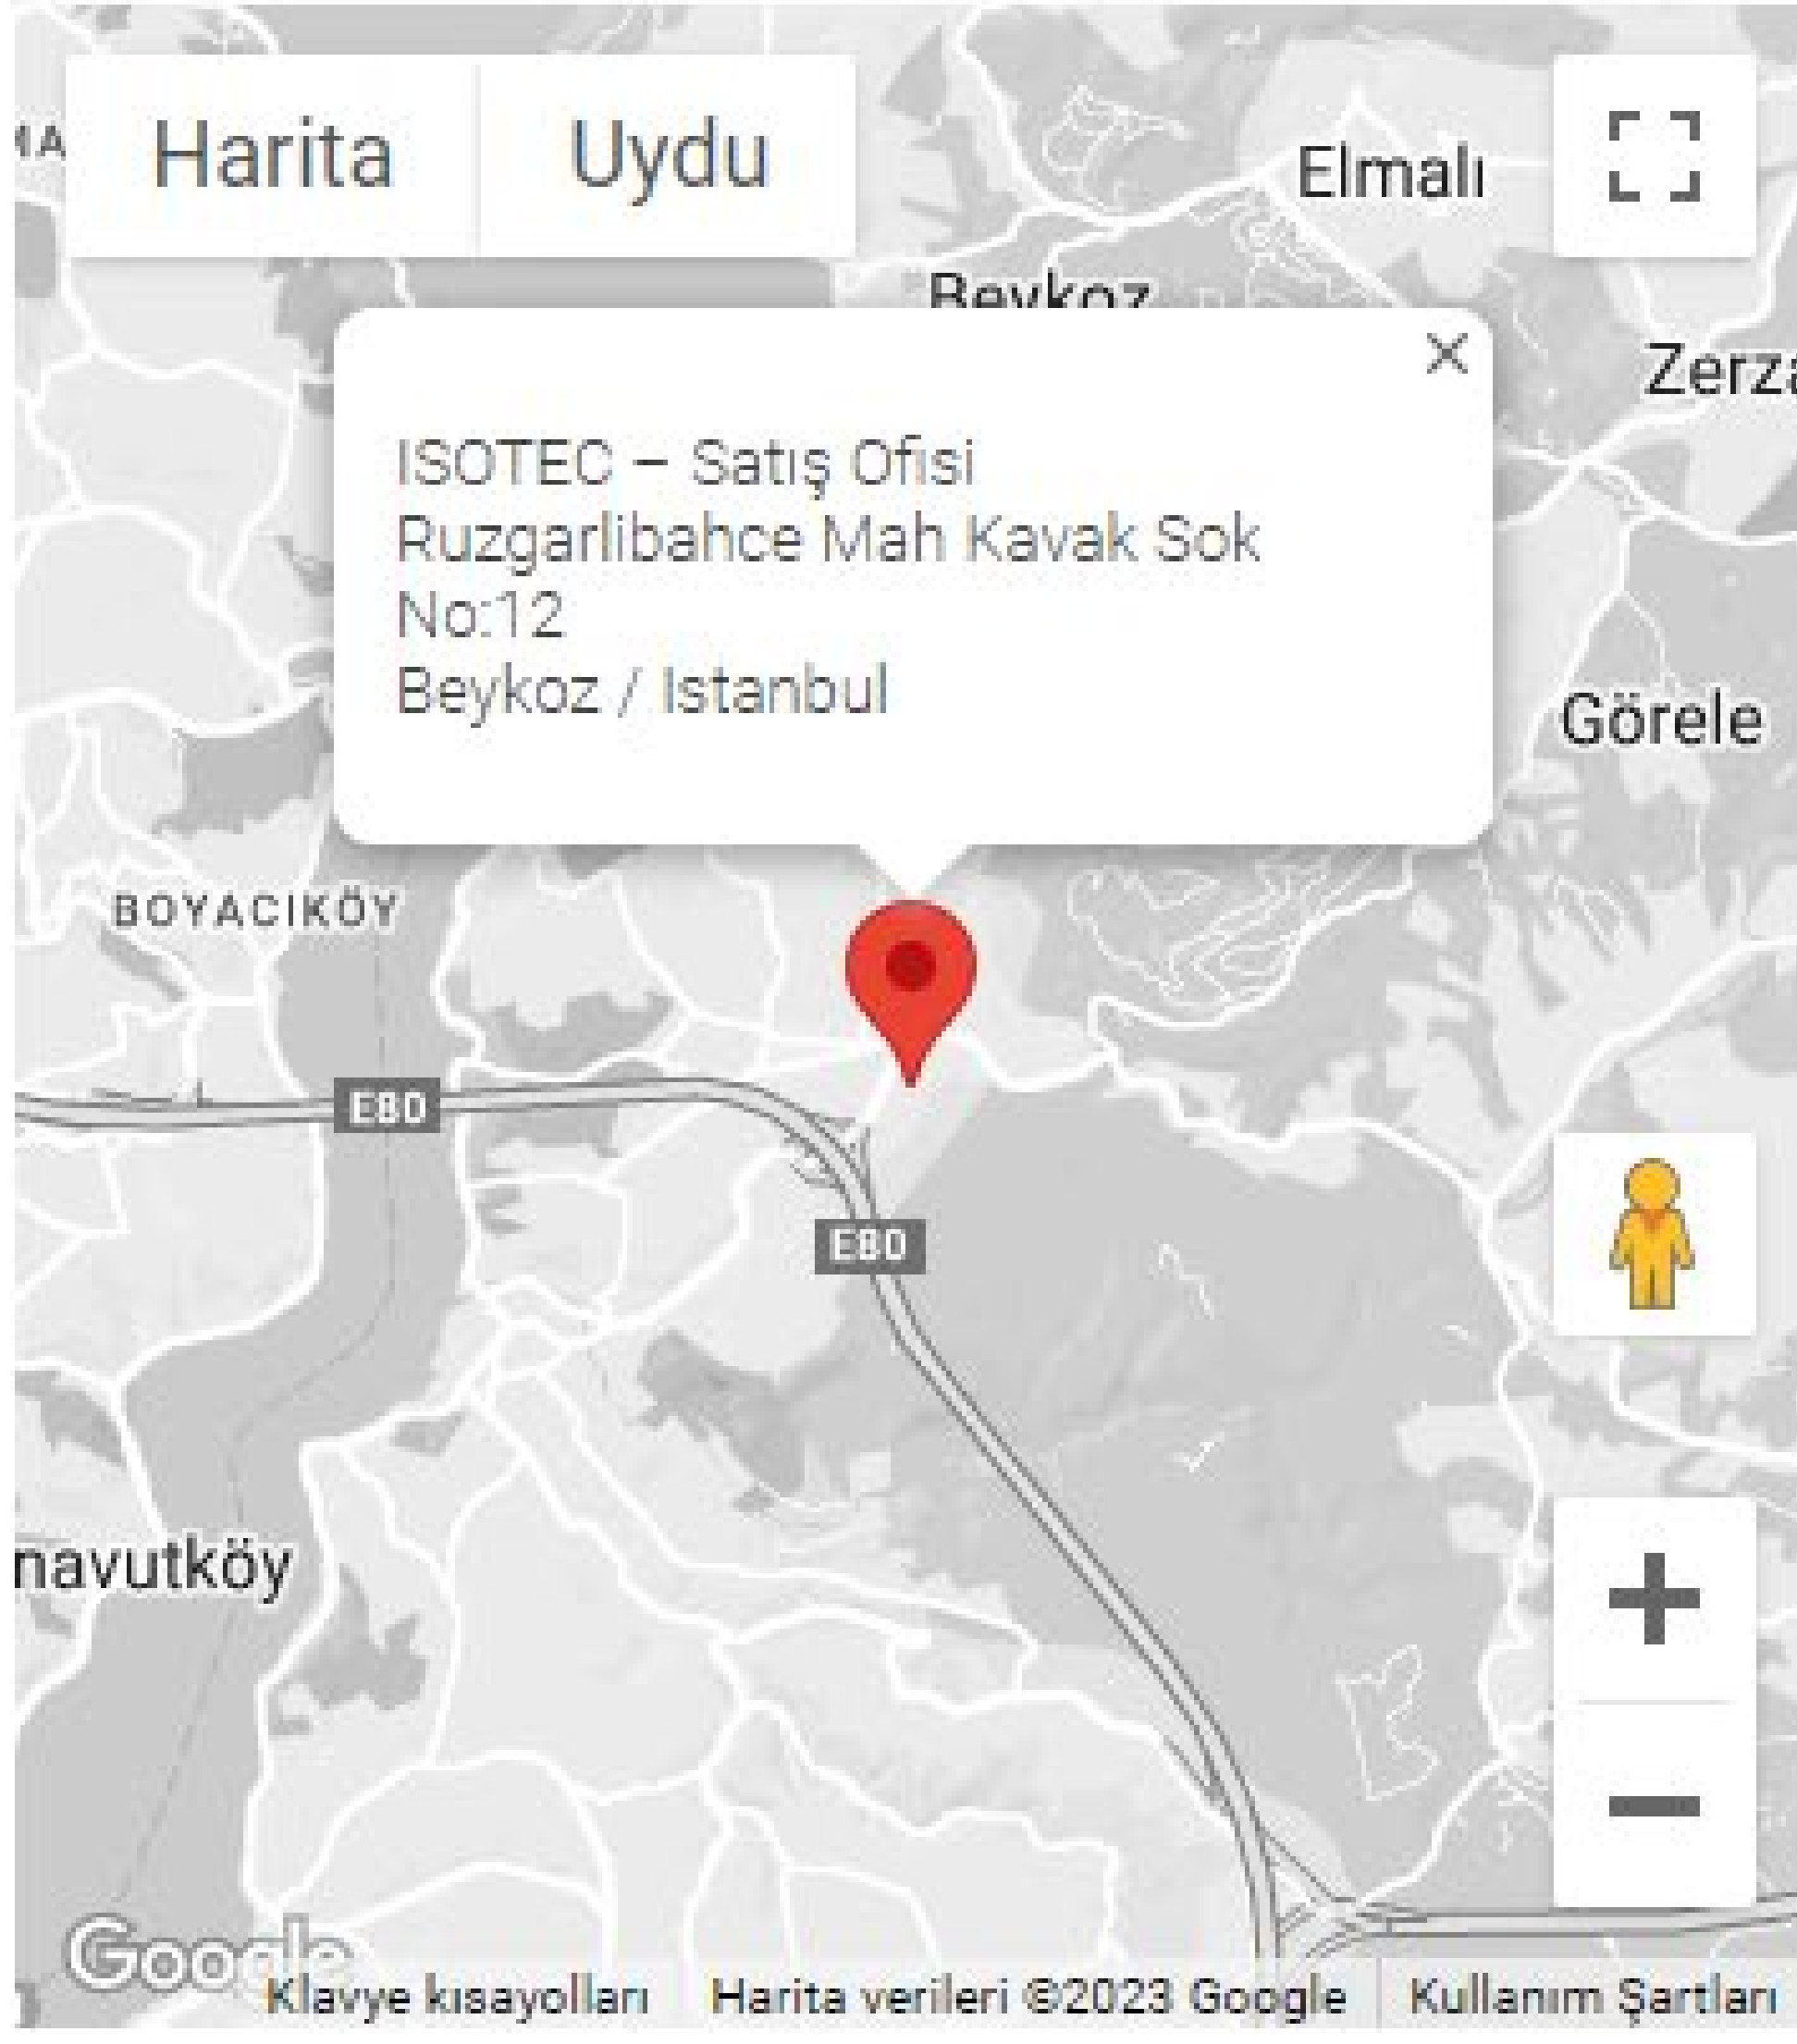 Harita Uydu
Elmalı
Beykoz
ISOTEC – Satış Ofisi
Ruzgarlibahce Mah Kavak Sok
No:12
Beykoz / Istanbul
Görele
BOYACIKÖY
E80
E80
navutköy
Google
Klavye kısayolları Harita verileri ©2023 Google Kullanım Şartları